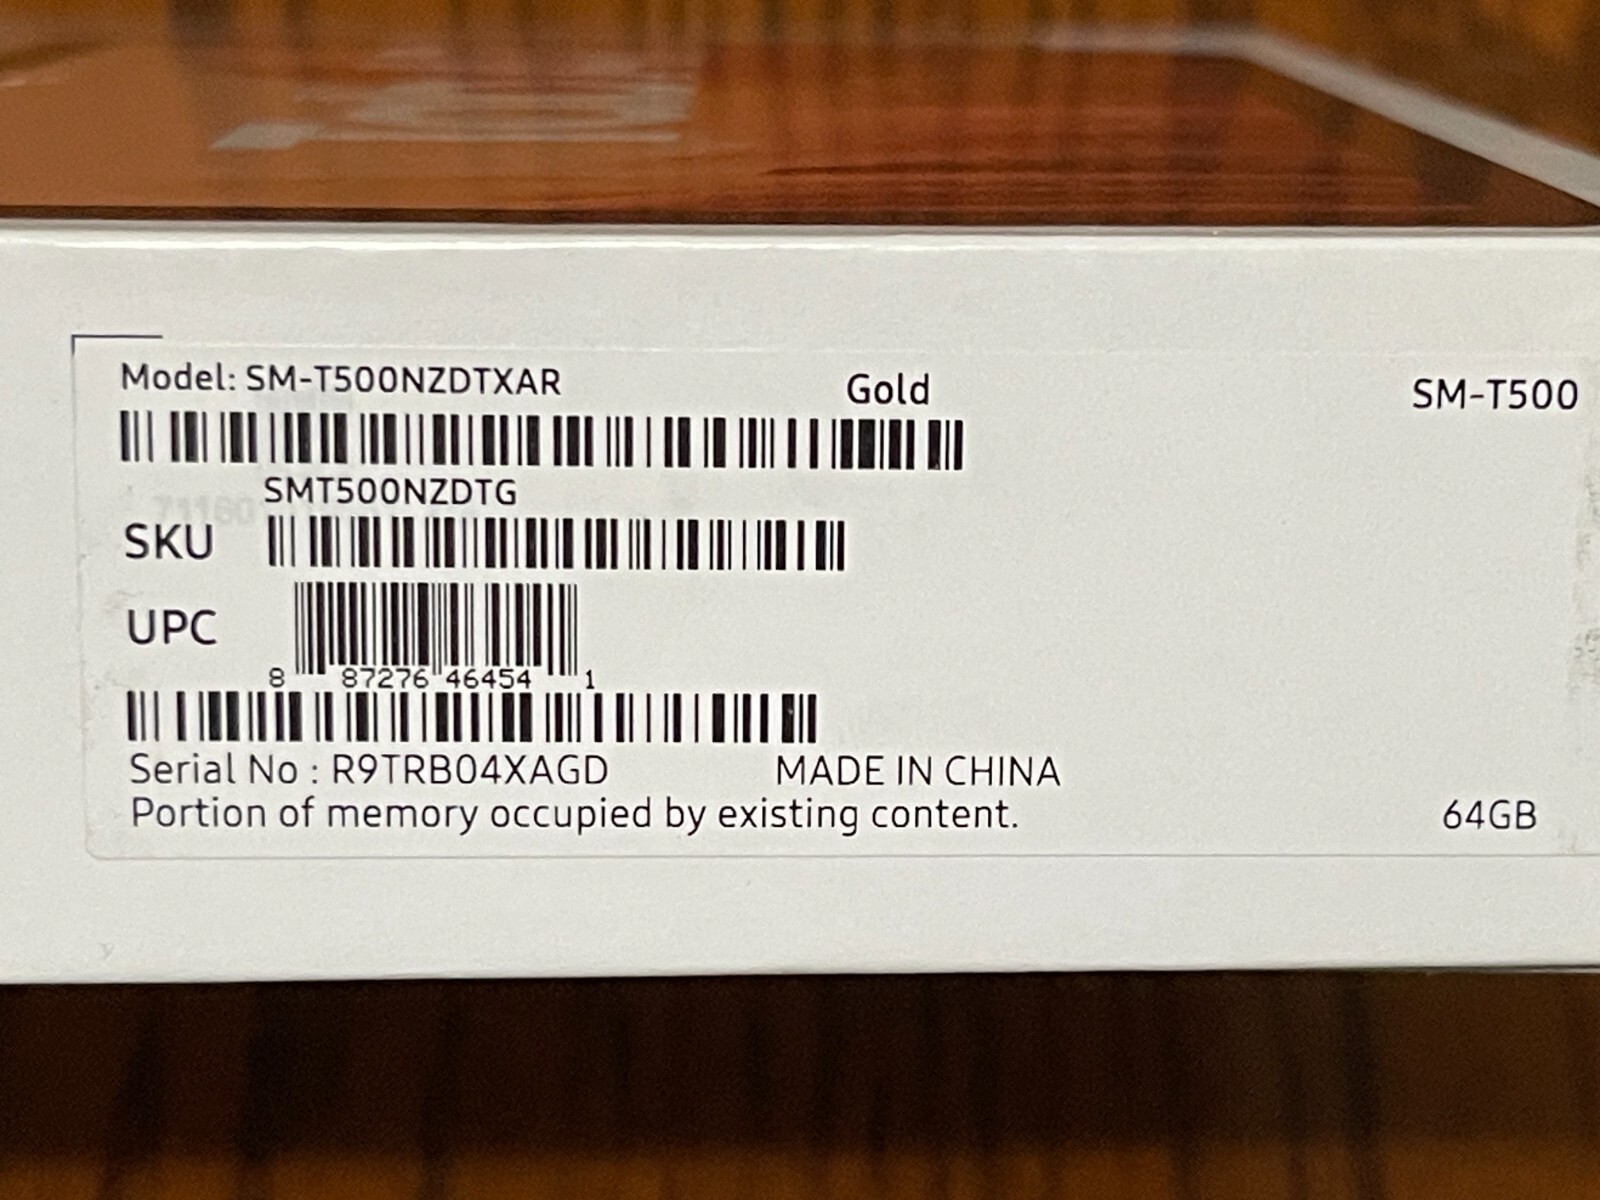 Model: SM-T500NZDTXAR Gold SM-T500
SMT500NZDTG
SKU
UPC
8 87276 46454 1
Serial No : R9TRB04XAGD MADE IN CHINA
Portion of memory occupied by existing content. 64GB